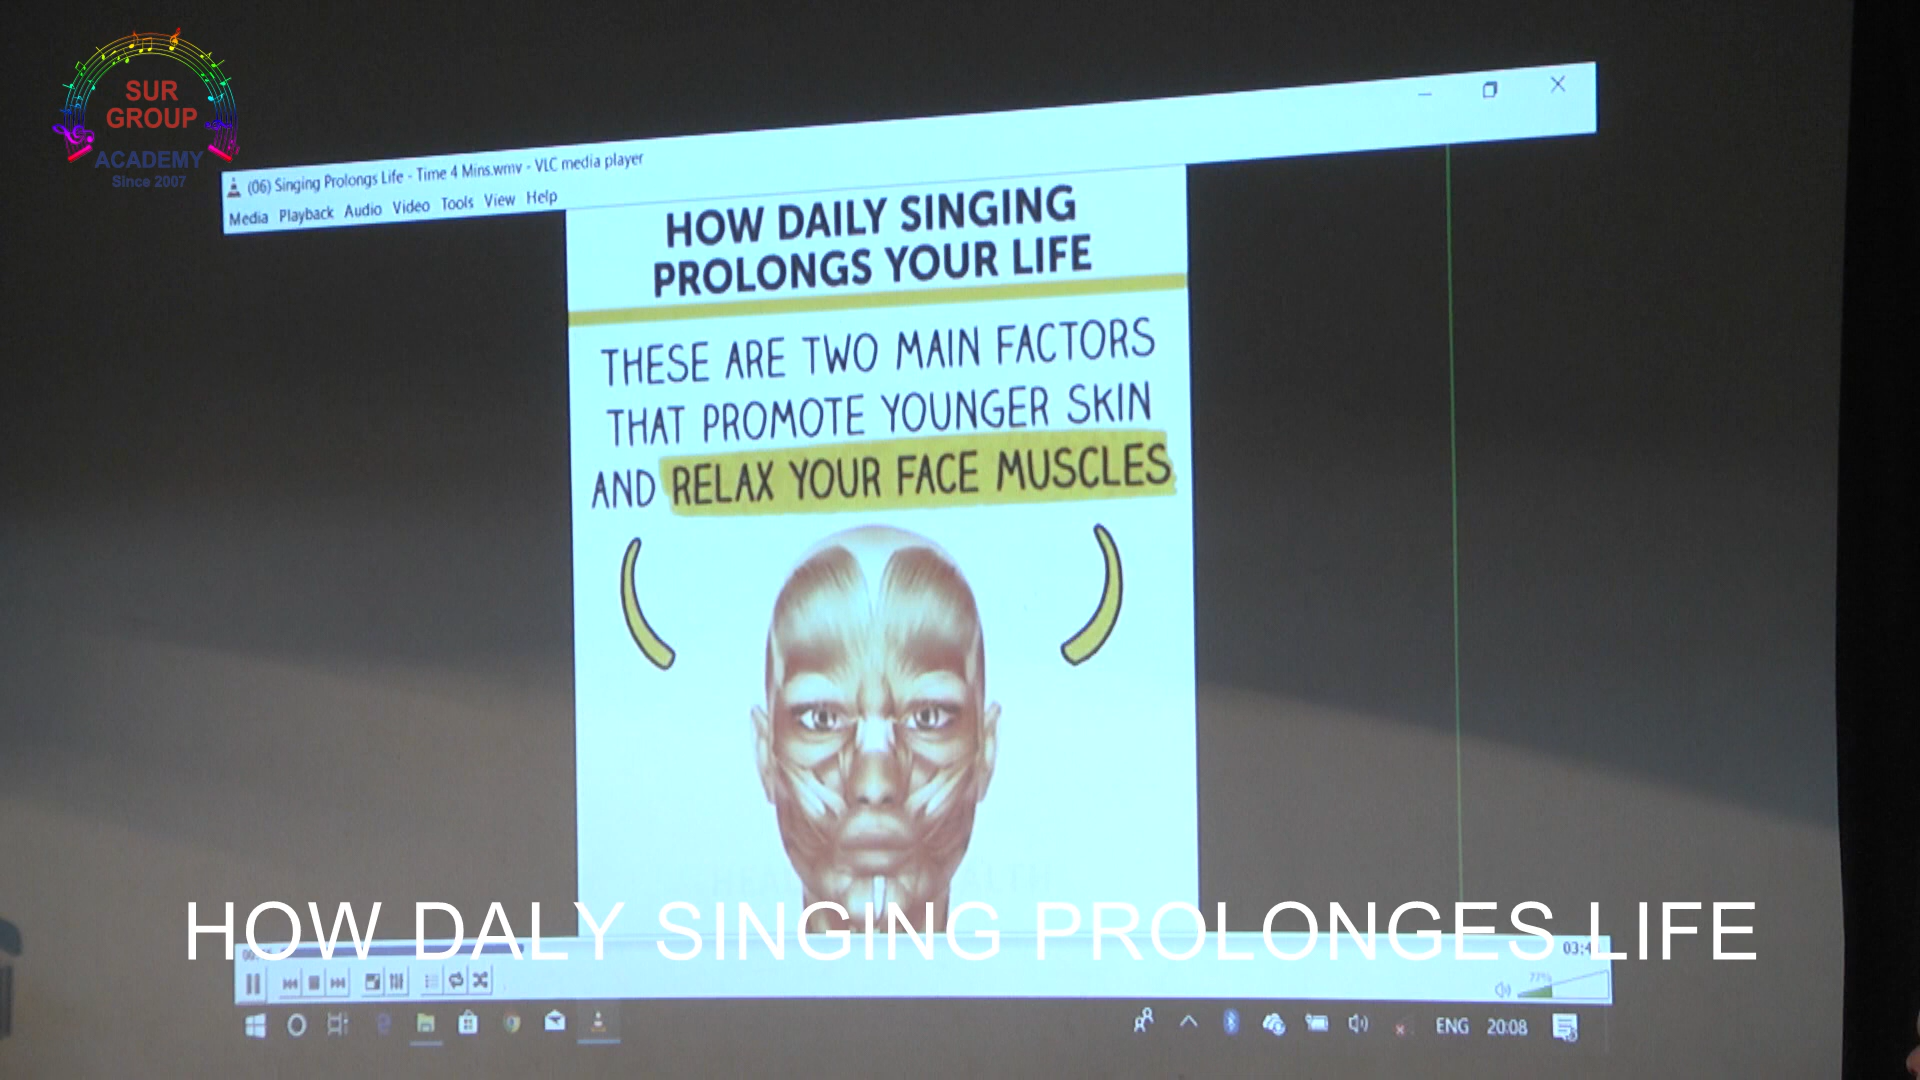 SUR
GROUP
ACADEMY
Since 2007
(06) Singing Prolongs Life - Time 4 Mins.wmv - VLC media player
Media Playback Audio Video Tools View Help
HOW DAILY SINGING
PROLONGS YOUR LIFE
THESE ARE TWO MAIN FACTORS
THAT PROMOTE YOUNGER SKIN
AND RELAX YOUR FACE MUSCLES
HOW DALY SINGING PROLONGES LIFE
77%
ENG 20:08